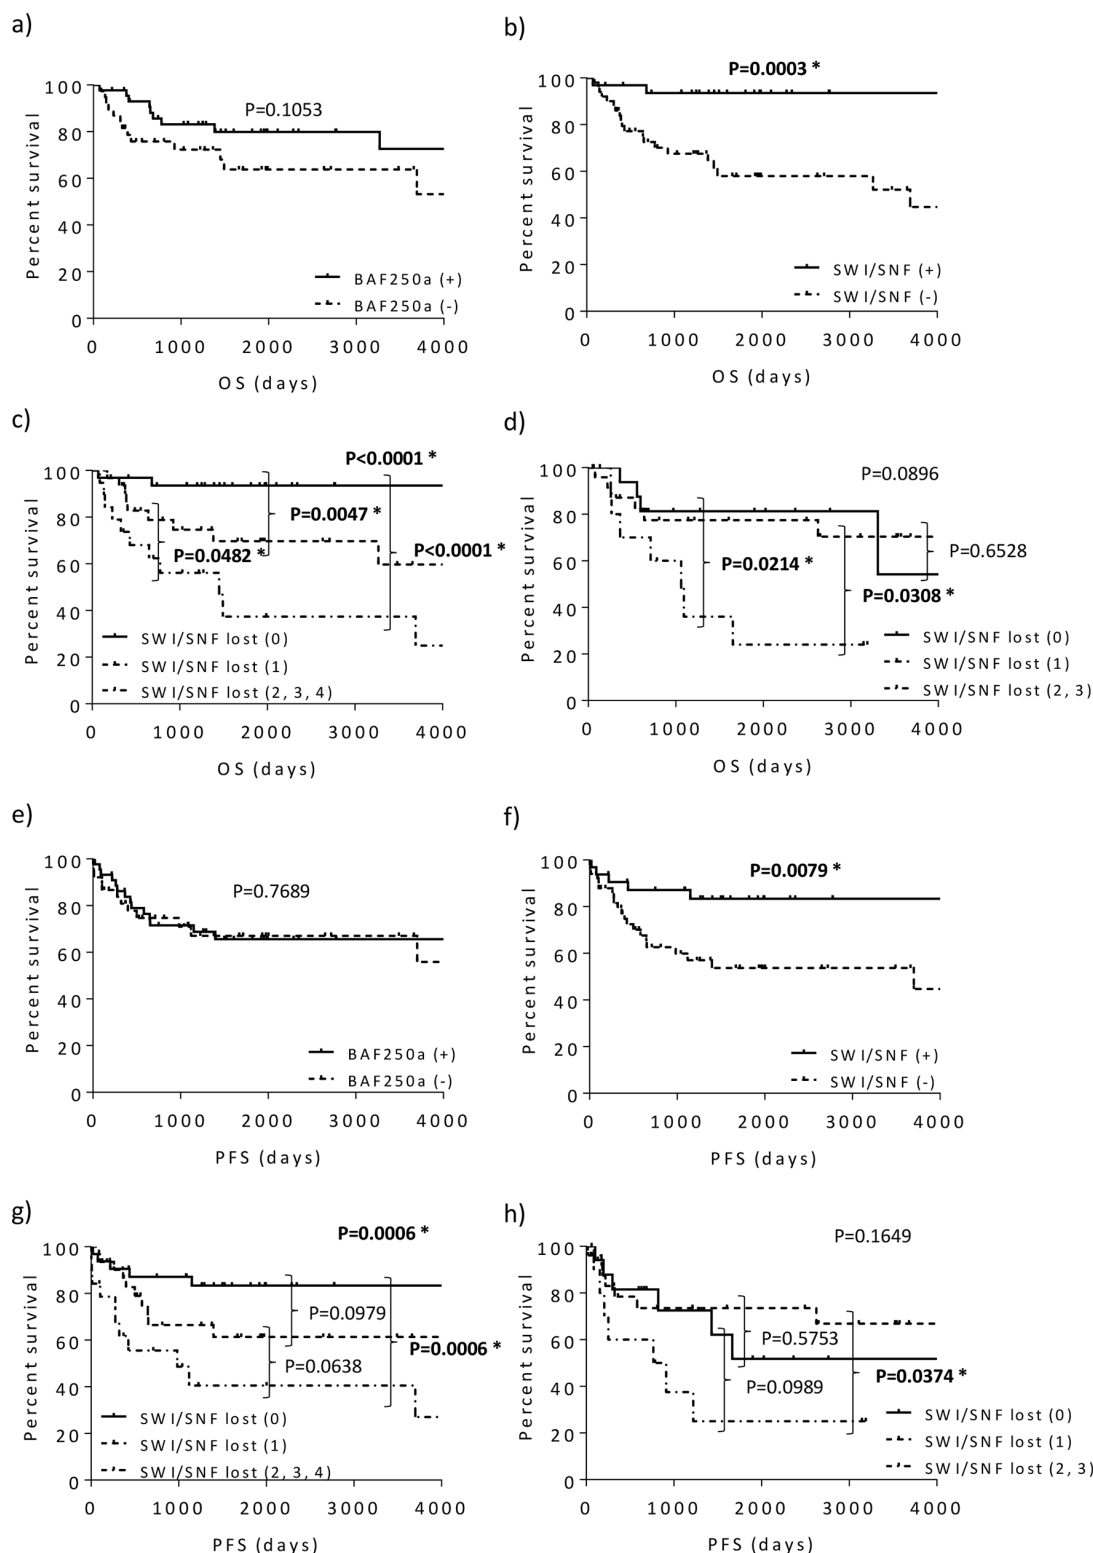 a)
Percent survival
100
80
60
40
20
0
P=0.1053
BAF250a (+)
BAF250a (-)
0 1000 2000 3000 4000
OS (days)
b)
Percent survival
100
80
60
40
20
0
P=0.0003 *
SWI/SNF (+)
SWI/SNF (-)
0 1000 2000 3000 4000
OS (days)
c)
Percent survival
100
80
60
40
20
0
P<0.0001 *
P=0.0047 *
P<0.0001 *
P=0.0482 *
SWI/SNF lost (0)
SWI/SNF lost (1)
SWI/SNF lost (2, 3, 4)
0 1000 2000 3000 4000
OS (days)
d)
Percent survival
100
80
60
40
20
0
P=0.0896
P=0.6528
P=0.0214 *
P=0.0308 *
SWI/SNF lost (0)
SWI/SNF lost (1)
SWI/SNF lost (2, 3)
0 1000 2000 3000 4000
OS (days)
e)
Percent survival
100
80
60
40
20
0
P=0.7689
BAF250a (+)
BAF250a (-)
0 1000 2000 3000 4000
PFS (days)
f)
Percent survival
100
80
60
40
20
0
P=0.0079 *
SWI/SNF (+)
SWI/SNF (-)
0 1000 2000 3000 4000
PFS (days)
g)
Percent survival
100
80
60
40
20
0
P=0.0006 *
P=0.0979
P=0.0006 *
P=0.0638
SWI/SNF lost (0)
SWI/SNF lost (1)
SWI/SNF lost (2, 3, 4)
0 1000 2000 3000 4000
PFS (days)
h)
Percent survival
100
80
60
40
20
0
P=0.1649
P=0.5753
P=0.0374 *
P=0.0989
SWI/SNF lost (0)
SWI/SNF lost (1)
SWI/SNF lost (2, 3)
0 1000 2000 3000 4000
PFS (days)